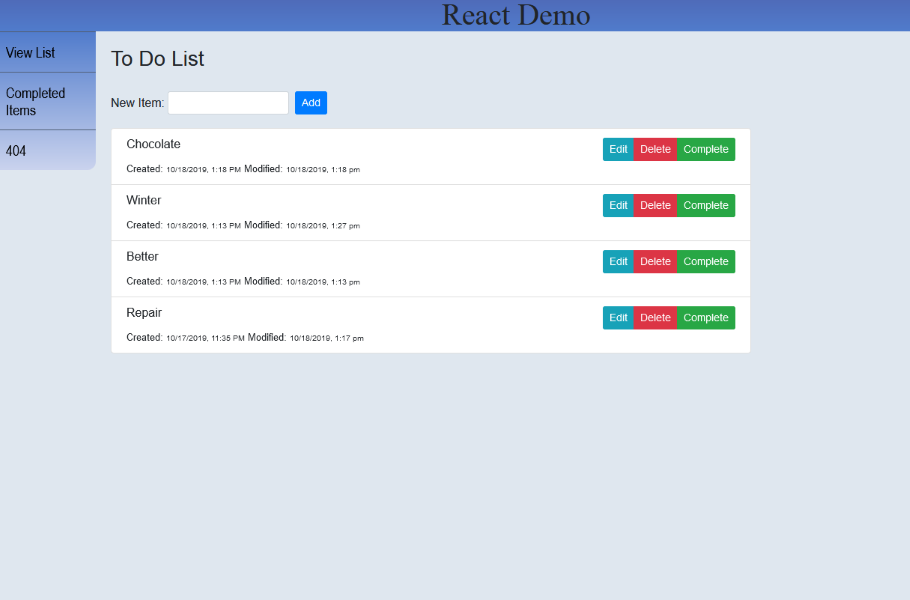 React Demo
View List
Completed
Items
404
To Do List
New Item: Add
Chocolate
Edit Delete Complete
Created: 10/18/2019, 1:18 PM Modified: 10/18/2019, 1:18 pm
Winter
Edit Delete Complete
Created: 10/18/2019, 1:13 PM Modified: 10/18/2019, 1:27 pm
Better
Edit Delete Complete
Created: 10/18/2019, 1:13 PM Modified: 10/18/2019, 1:13 pm
Repair
Edit Delete Complete
Created: 10/17/2019, 11:35 PM Modified: 10/18/2019, 1:17 pm